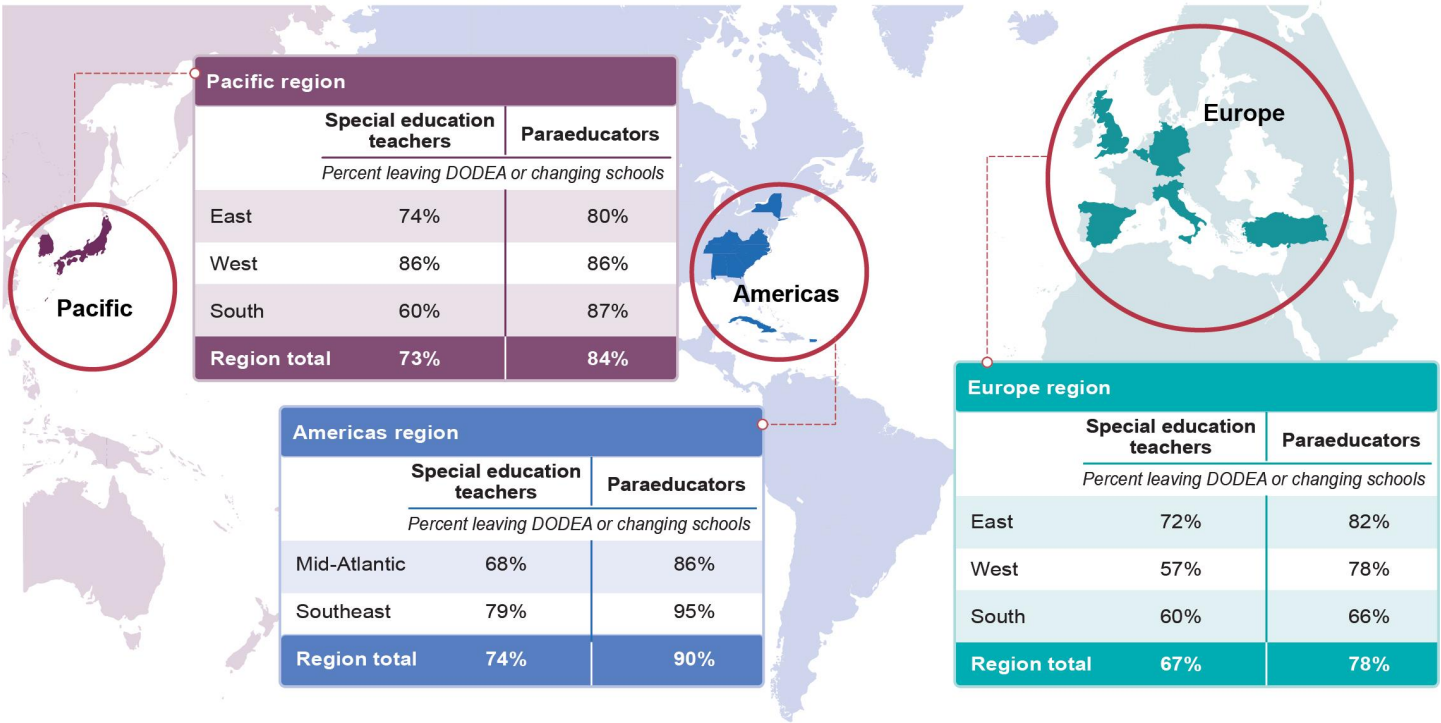 Pacific region
Special education
teachers
Paraeducators
Percent leaving DODEA or changing schools
East 74% 80%
West 86% 86%
South 60% 87%
Region total 73% 84%
Pacific
Americas
Europe
Americas region
Special education
teachers
Paraeducators
Percent leaving DODEA or changing schools
Mid-Atlantic 68% 86%
Southeast 79% 95%
Region total 74% 90%
Europe region
Special education
teachers
Paraeducators
Percent leaving DODEA or changing schools
East 72% 82%
West 57% 78%
South 60% 66%
Region total 67% 78%